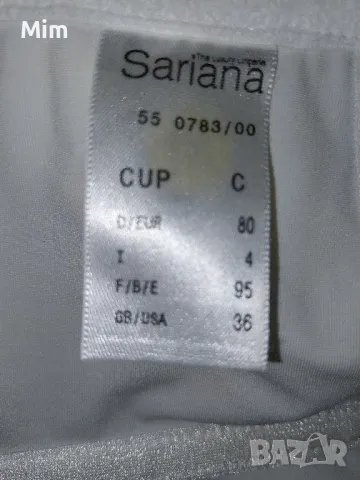 Mim
The Luxury Lingerie
Sariana
55 0783/00
CUP C
D/EUR 80
I 4
F/B/E 95
GB/USA 36
BAZAR